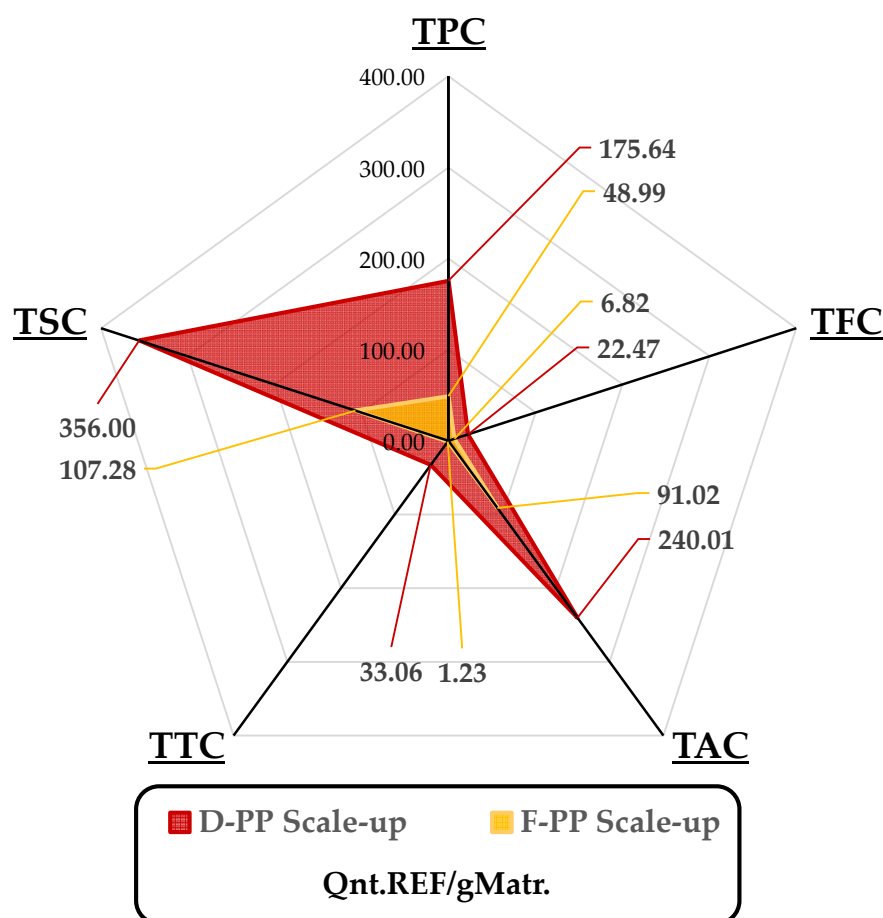 TPC
400.00
300.00
200.00
100.00
0.00
175.64
48.99
6.82
22.47
TSC
TFC
356.00
107.28
91.02
240.01
33.06
1.23
TTC
TAC
D-PP Scale-up
F-PP Scale-up
Qnt.REF/gMatr.